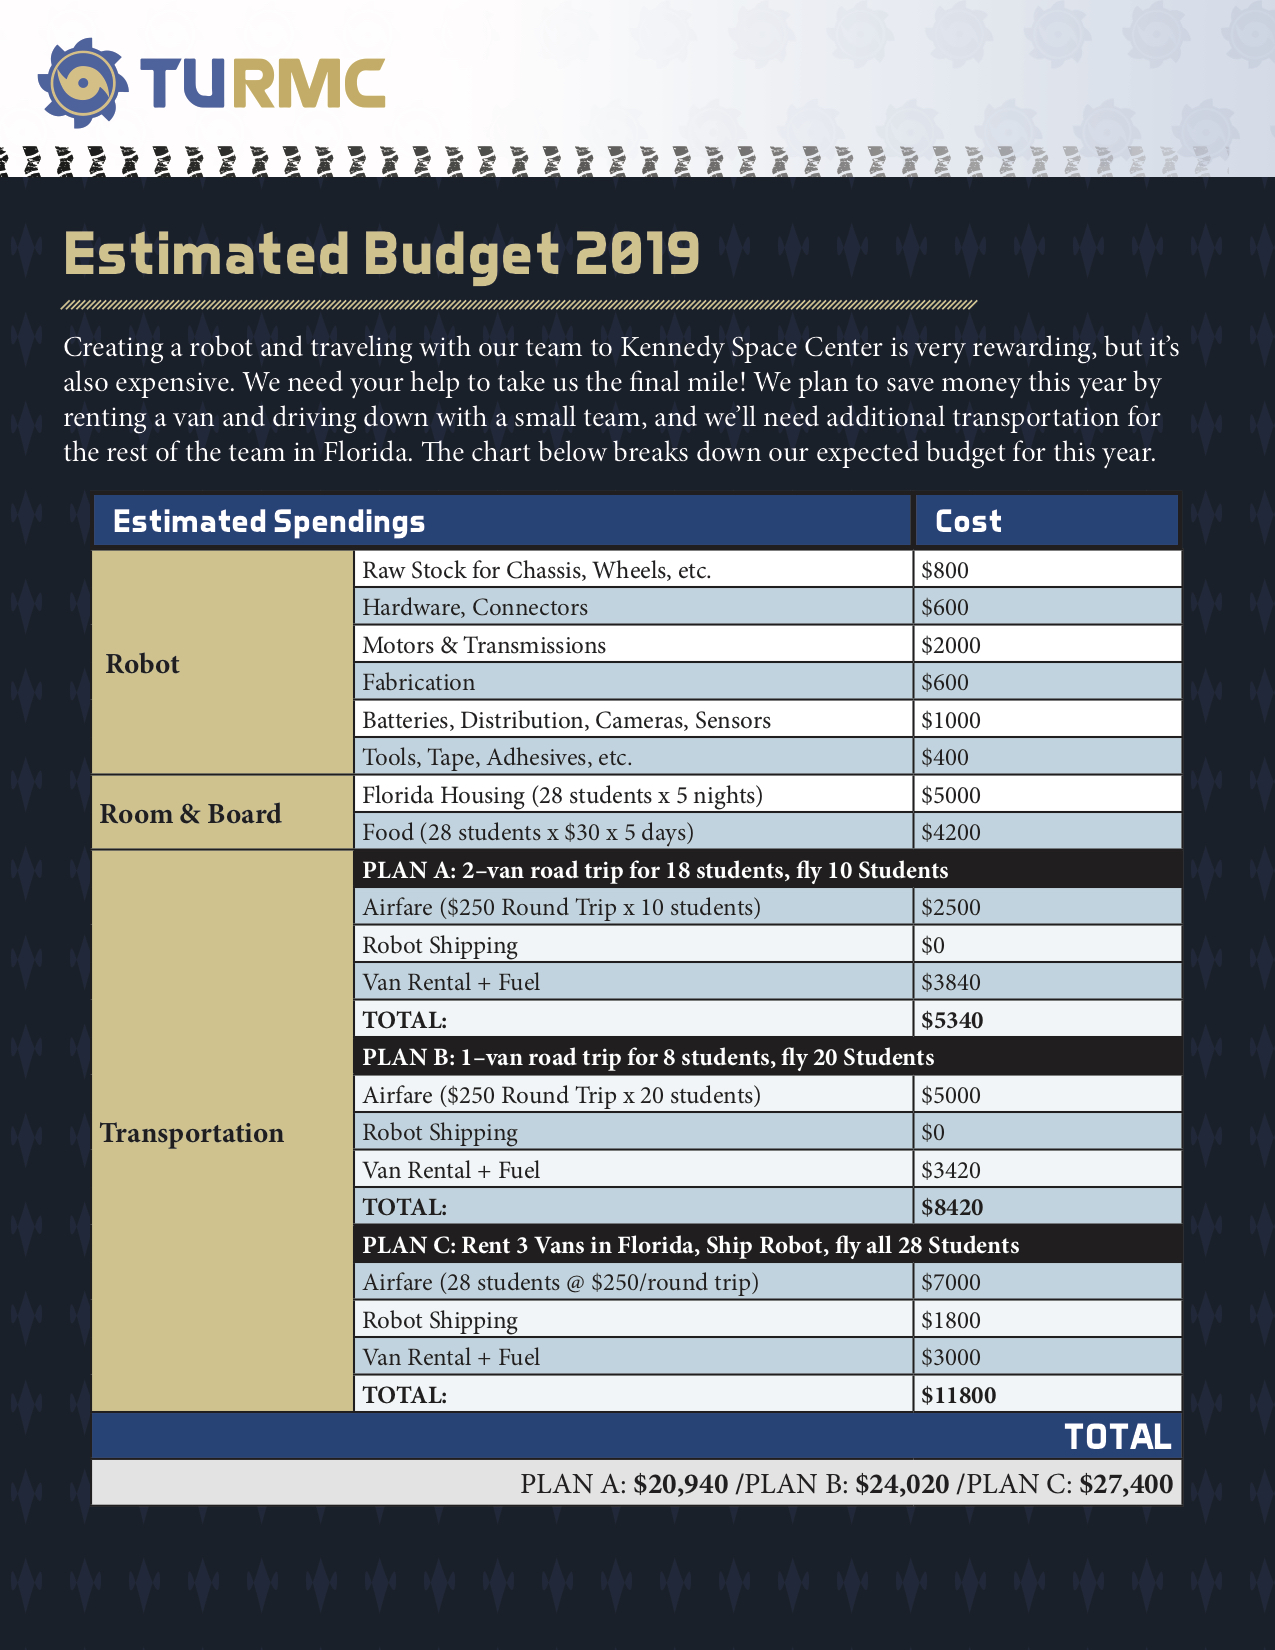 TURMC
Estimated Budget 2019
Creating a robot and traveling with our team to Kennedy Space Center is very rewarding, but it’s
also expensive. We need your help to take us the final mile! We plan to save money this year by
renting a van and driving down with a small team, and we’ll need additional transportation for
the rest of the team in Florida. The chart below breaks down our expected budget for this year.
Estimated Spendings Cost
Robot
Raw Stock for Chassis, Wheels, etc. $800
Hardware, Connectors $600
Motors & Transmissions $2000
Fabrication $600
Batteries, Distribution, Cameras, Sensors $1000
Tools, Tape, Adhesives, etc. $400
Room & Board
Florida Housing (28 students x 5 nights) $5000
Food (28 students x $30 x 5 days) $4200
Transportation
PLAN A: 2–van road trip for 18 students, fly 10 Students
Airfare ($250 Round Trip x 10 students) $2500
Robot Shipping $0
Van Rental + Fuel $3840
TOTAL: $5340
PLAN B: 1–van road trip for 8 students, fly 20 Students
Airfare ($250 Round Trip x 20 students) $5000
Robot Shipping $0
Van Rental + Fuel $3420
TOTAL: $8420
PLAN C: Rent 3 Vans in Florida, Ship Robot, fly all 28 Students
Airfare (28 students @ $250/round trip) $7000
Robot Shipping $1800
Van Rental + Fuel $3000
TOTAL: $11800
TOTAL
PLAN A: $20,940 /PLAN B: $24,020 /PLAN C: $27,400